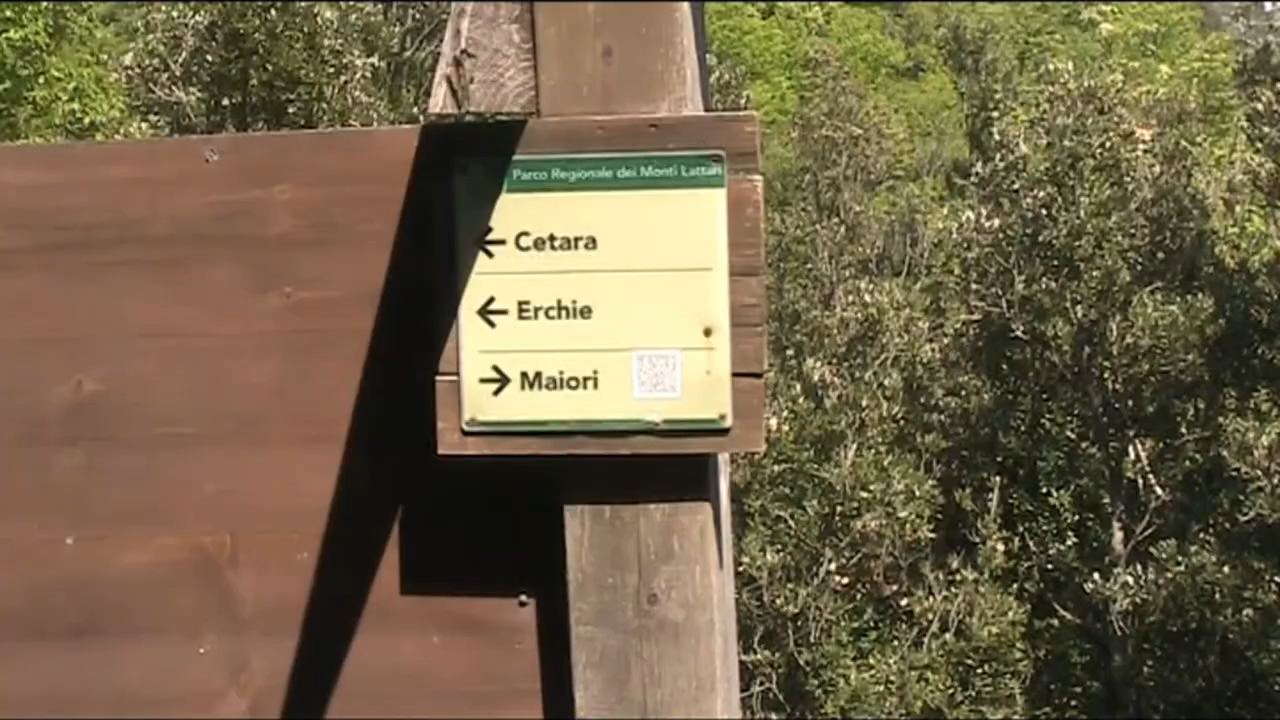 Parco Regionale dei Monti Lattari
← Cetara
← Erchie
→ Maiori